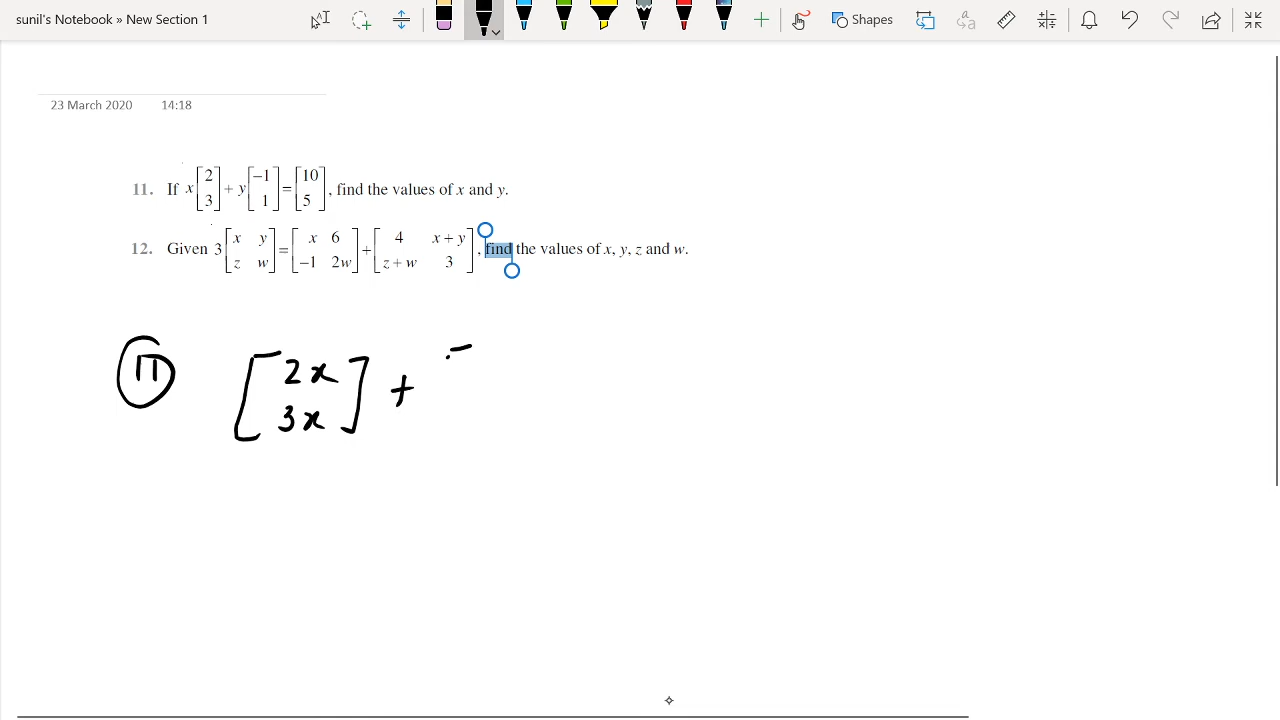 sunil's Notebook » New Section 1
Shapes
23 March 2020 14:18
11. If x [2 3] + y [−1 1] = [10 5], find the values of x and y.
12. Given 3 [x y z w] = [x 6 −1 2w] + [4 x + y z + w 3], find the values of x, y, z and w.
11 [2x 3x] +